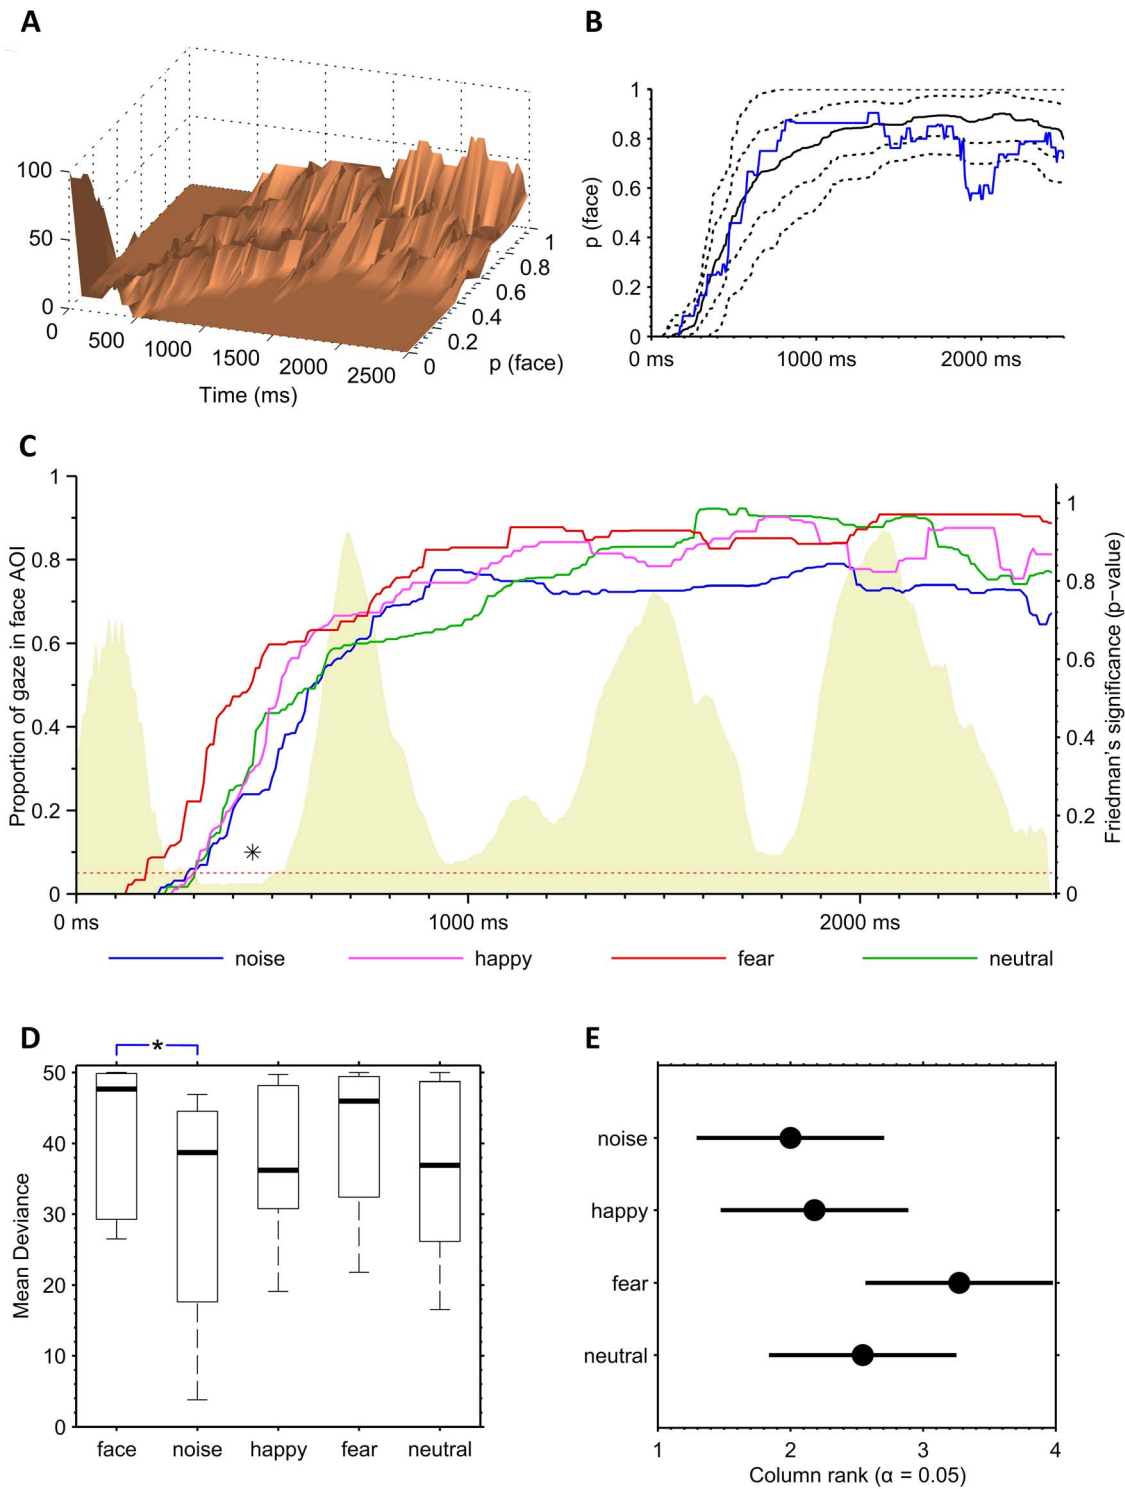 A
B
100
50
0
0
500
1000
1500
2000
2500
Time (ms)
0
0.2
0.4
0.6
0.8
1
p (face)
1
0.8
0.6
0.4
0.2
0
p (face)
0 ms
1000 ms
2000 ms
C
1
0.8
0.6
0.4
0.2
0
Proportion of gaze in face AOI
1
0.8
0.6
0.4
0.2
0
Friedman's significance (p-value)
✳
0 ms
1000 ms
2000 ms
noise
happy
fear
neutral
D
*
50
40
30
20
10
0
Mean Deviance
face
noise
happy
fear
neutral
E
noise
happy
fear
neutral
1
2
3
4
Column rank (α = 0.05)